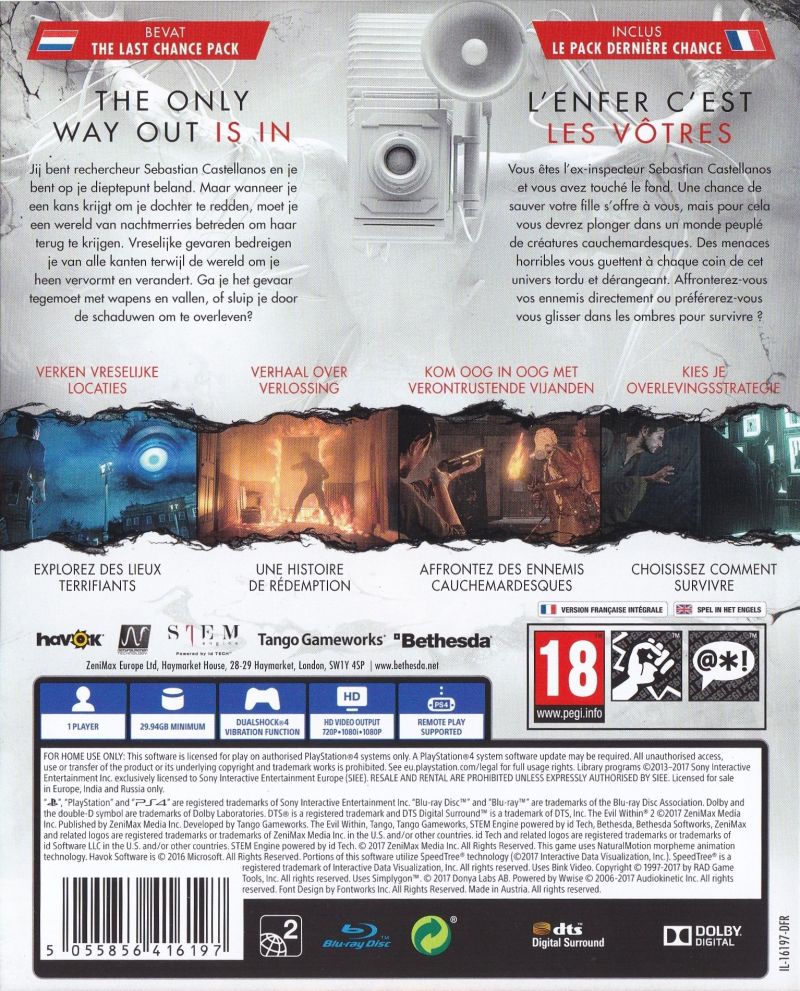 BEVAT
THE LAST CHANCE PACK
INCLUS
LE PACK DERNIÈRE CHANCE
THE ONLY
WAY OUT IS IN
Jij bent rechercheur Sebastian Castellanos en je
bent op je dieptepunt beland. Maar wanneer je
een kans krijgt om je dochter te redden, moet je
een wereld van nachtmerries betreden om haar
terug te krijgen. Vreselijke gevaren bedreigen
je van alle kanten terwijl de wereld om je
heen vervormt en verandert. Ga je het gevaar
tegemoet met wapens en vallen, of sluip je door
de schaduwen om te overleven?
L'ENFER C'EST
LES VÔTRES
Vous êtes l'ex-inspecteur Sebastian Castellanos
et vous avez touché le fond. Une chance de
sauver votre fille s'offre à vous, mais pour cela
vous devrez plonger dans un monde peuplé
de créatures cauchemardesques. Des menaces
horribles vous guettent à chaque coin de cet
univers tordu et dérangeant. Affronterez-vous
vos ennemis directement ou préférerez-vous
vous glisser dans les ombres pour survivre ?
VERKEN VRESELIJKE
LOCATIES
VERHAAL OVER
VERLOSSING
KOM OOG IN OOG MET
VERONTRUSTENDE VIJANDEN
KIES JE
OVERLEVINGSSTRATEGIE
EXPLOREZ DES LIEUX
TERRIFIANTS
UNE HISTOIRE
DE RÉDEMPTION
AFFRONTEZ DES ENNEMIS
CAUCHEMARDESQUES
CHOISISSEZ COMMENT
SURVIVRE
VERSION FRANÇAISE INTÉGRALE
SPEL IN HET ENGELS
havok
STEM
engine
Powered by id TECH™
Tango Gameworks®
Bethesda®
ZeniMax Europe Ltd, Haymarket House, 28-29 Haymarket, London, SW1Y 4SP | www.bethesda.net
18
www.pegi.info
@*!
1 PLAYER
29.94GB MINIMUM
DUALSHOCK®4
VIBRATION FUNCTION
HD
HD VIDEO OUTPUT
720P•1080i•1080P
PS4
REMOTE PLAY
SUPPORTED
FOR HOME USE ONLY: This software is licensed for play on authorised PlayStation®4 systems only. A PlayStation®4 system software update may be required. All unauthorised access,
use or transfer of the product or its underlying copyright and trademark works is prohibited. See eu.playstation.com/legal for full usage rights. Library programs ©2013-2017 Sony Interactive
Entertainment Inc. exclusively licensed to Sony Interactive Entertainment Europe (SIEE). RESALE AND RENTAL ARE PROHIBITED UNLESS EXPRESSLY AUTHORISED BY SIEE. Licensed for sale
in Europe, India and Russia only.
" ", "PlayStation" and "PS4" are registered trademarks of Sony Interactive Entertainment Inc. "Blu-ray Disc™" and "Blu-ray™" are trademarks of the Blu-ray Disc Association. Dolby and
the double-D symbol are trademarks of Dolby Laboratories. DTS® is a registered trademark and DTS Digital Surround™ is a trademark of DTS, Inc. The Evil Within® 2 ©2017 ZeniMax Media
Inc. Published by ZeniMax Media Inc. Developed by Tango Gameworks. The Evil Within, Tango, Tango Gameworks, STEM Engine powered by id Tech, Bethesda, Bethesda Softworks, ZeniMax
and related logos are registered trademarks or trademarks of ZeniMax Media Inc. in the U.S. and/or other countries. id Tech and related logos are registered trademarks or trademarks of
id Software LLC in the U.S. and/or other countries. STEM Engine powered by id Tech. © 2017 ZeniMax Media Inc. All Rights Reserved. This game uses NaturalMotion morpheme animation
technology. Havok Software is © 2016 Microsoft. All Rights Reserved. Portions of this software utilize SpeedTree® technology (©2017 Interactive Data Visualization, Inc.). SpeedTree® is a
registered trademark of Interactive Data Visualization, Inc. All rights reserved. Uses Bink Video. Copyright © 1997-2017 by RAD Game
Tools, Inc. All rights reserved. Uses Simplygon™. © 2017 Donya Labs AB. Powered by Wwise © 2006-2017 Audiokinetic Inc. All rights
reserved. Font Design by Fontworks Inc. All Rights Reserved. Made in Austria. All rights reserved.
5 055856 416197
2
Blu-ray Disc
dts
Digital Surround
DOLBY
DIGITAL
IL-16197-DFR